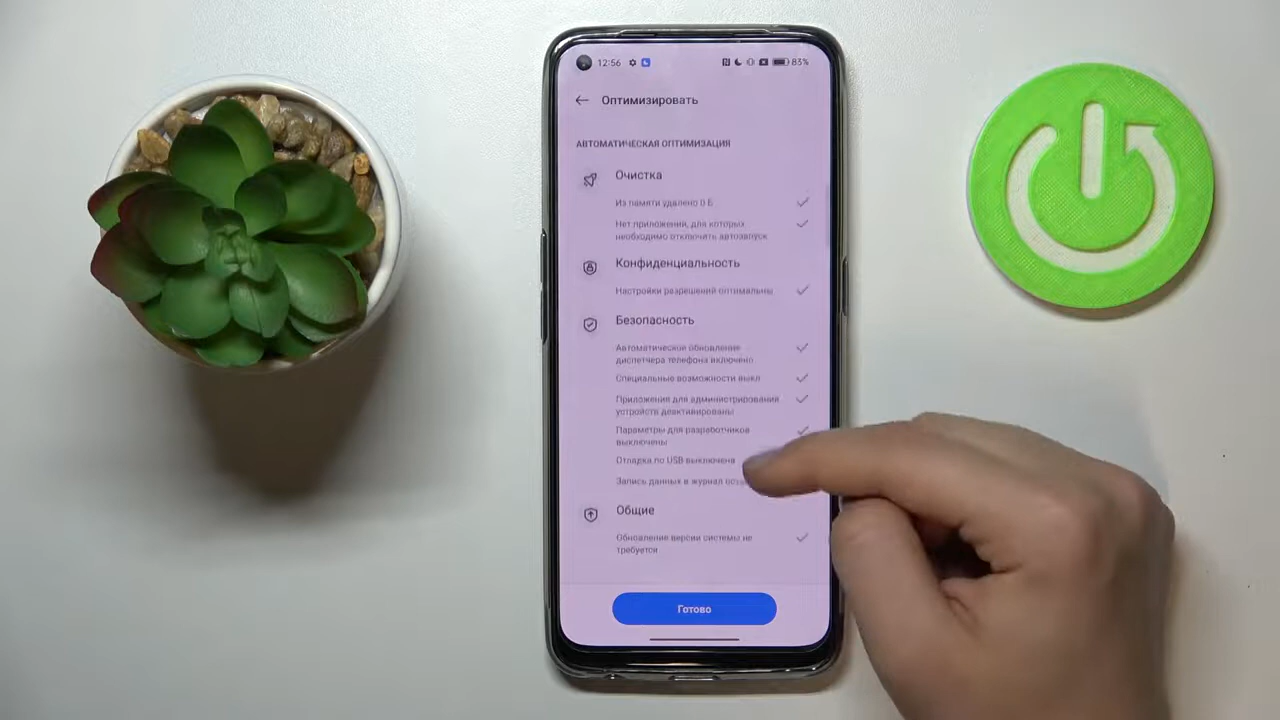 12:56
83%
Оптимизировать
АВТОМАТИЧЕСКАЯ ОПТИМИЗАЦИЯ
Очистка
Из памяти удалено 0 Б
Нет приложений, для которых
необходимо отключить автозапуск
Конфиденциальность
Настройки разрешений оптимальны
Безопасность
Автоматическое обновление
диспетчера телефона включено
Специальные возможности выкл
Приложения для администрирования
устройств деактивированы
Параметры для разработчиков
выключены
Отладка по USB выключена
Запись данных в журнал
Общие
Обновление версии системы не
требуется
Готово